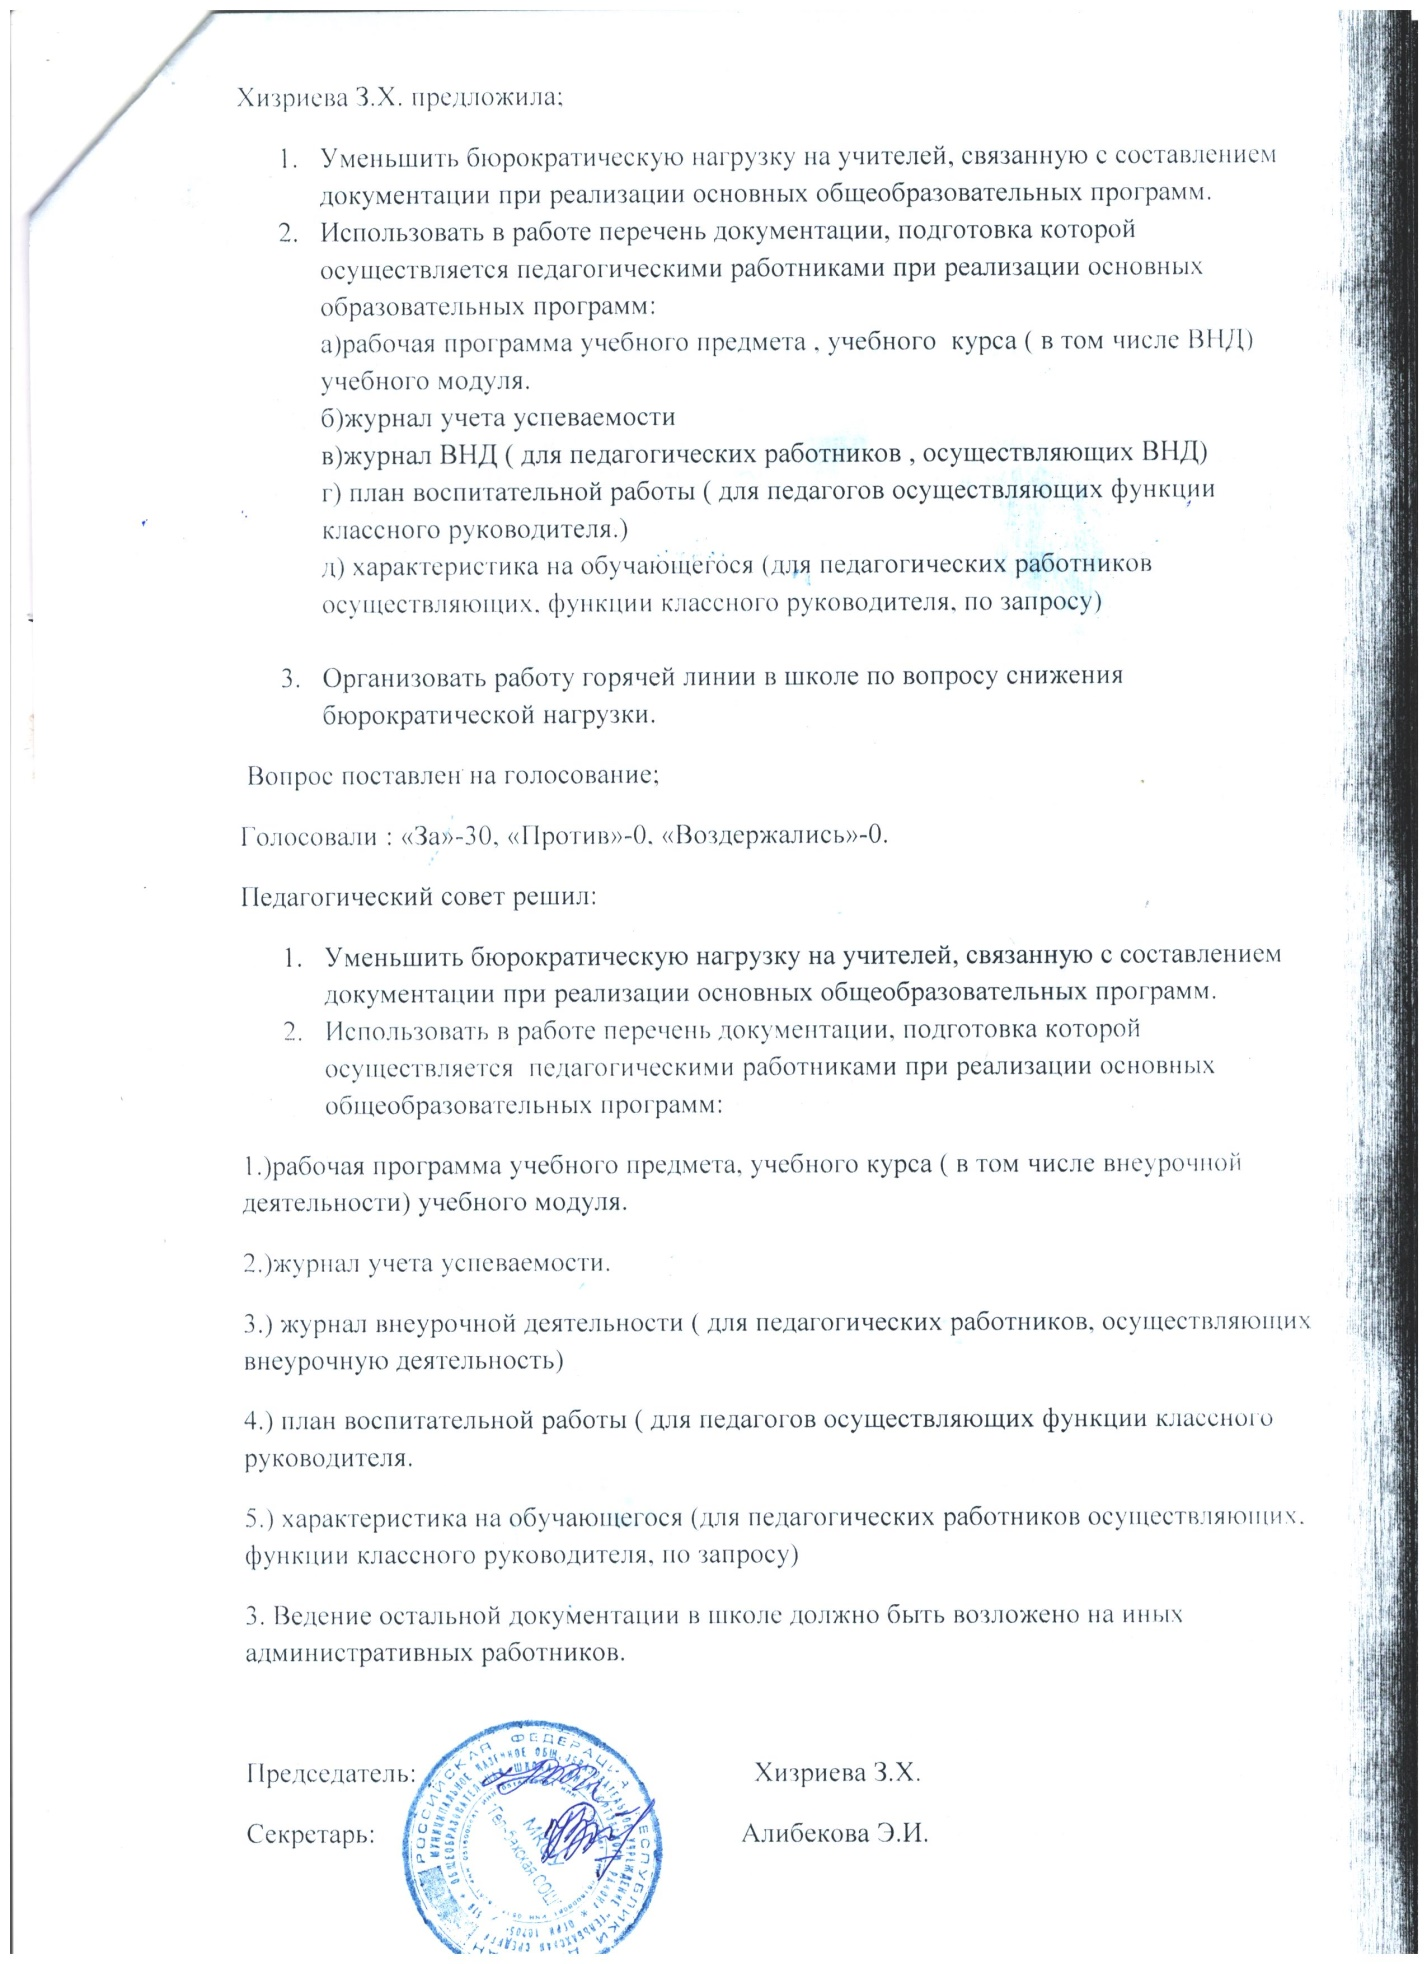 Хизриева З.Х. предложила;
1. Уменьшить бюрократическую нагрузку на учителей, связанную с составлением
документации при реализации основных общеобразовательных программ.
2. Использовать в работе перечень документации, подготовка которой
осуществляется педагогическими работниками при реализации основных
образовательных программ:
а)рабочая программа учебного предмета , учебного курса ( в том числе ВНД)
учебного модуля.
б)журнал учета успеваемости
в)журнал ВНД ( для педагогических работников , осуществляющих ВНД)
г) план воспитательной работы ( для педагогов осуществляющих функции
классного руководителя.)
д) характеристика на обучающегося (для педагогических работников
осуществляющих, функции классного руководителя, по запросу)
3. Организовать работу горячей линии в школе по вопросу снижения
бюрократической нагрузки.
Вопрос поставлен на голосование;
Голосовали : «За»-30, «Против»-0, «Воздержались»-0.
Педагогический совет решил:
1. Уменьшить бюрократическую нагрузку на учителей, связанную с составлением
документации при реализации основных общеобразовательных программ.
2. Использовать в работе перечень документации, подготовка которой
осуществляется педагогическими работниками при реализации основных
общеобразовательных программ:
1.)рабочая программа учебного предмета, учебного курса ( в том числе внеурочной
деятельности) учебного модуля.
2.)журнал учета успеваемости.
3.) журнал внеурочной деятельности ( для педагогических работников, осуществляющих
внеурочную деятельность)
4.) план воспитательной работы ( для педагогов осуществляющих функции классного
руководителя.
5.) характеристика на обучающегося (для педагогических работников осуществляющих,
функции классного руководителя, по запросу)
3. Ведение остальной документации в школе должно быть возложено на иных
административных работников.
Председатель: Хизриева З.Х.
Секретарь: Алибекова Э.И.
РОССИЙСКАЯ ФЕДЕРАЦИЯ РЕСПУБЛИКИ
МУНИЦИПАЛЬНОЕ КАЗЕННОЕ
МКОУ
СОШ